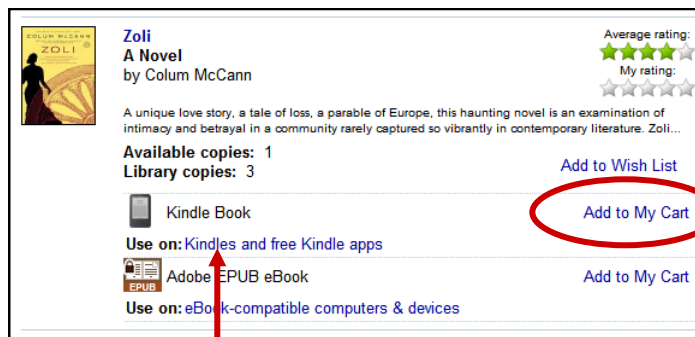 COLUM McCANN
ZOLI
Zoli
A Novel
by Colum McCann
Average rating:
My rating:
A unique love story, a tale of loss, a parable of Europe, this haunting novel is an examination of
intimacy and betrayal in a community rarely captured so vibrantly in contemporary literature. Zoli...
Available copies: 1
Library copies: 3
Add to Wish List
Kindle Book
Add to My Cart
Use on: Kindles and free Kindle apps
EPUB
Adobe EPUB eBook
Add to My Cart
Use on: eBook-compatible computers & devices